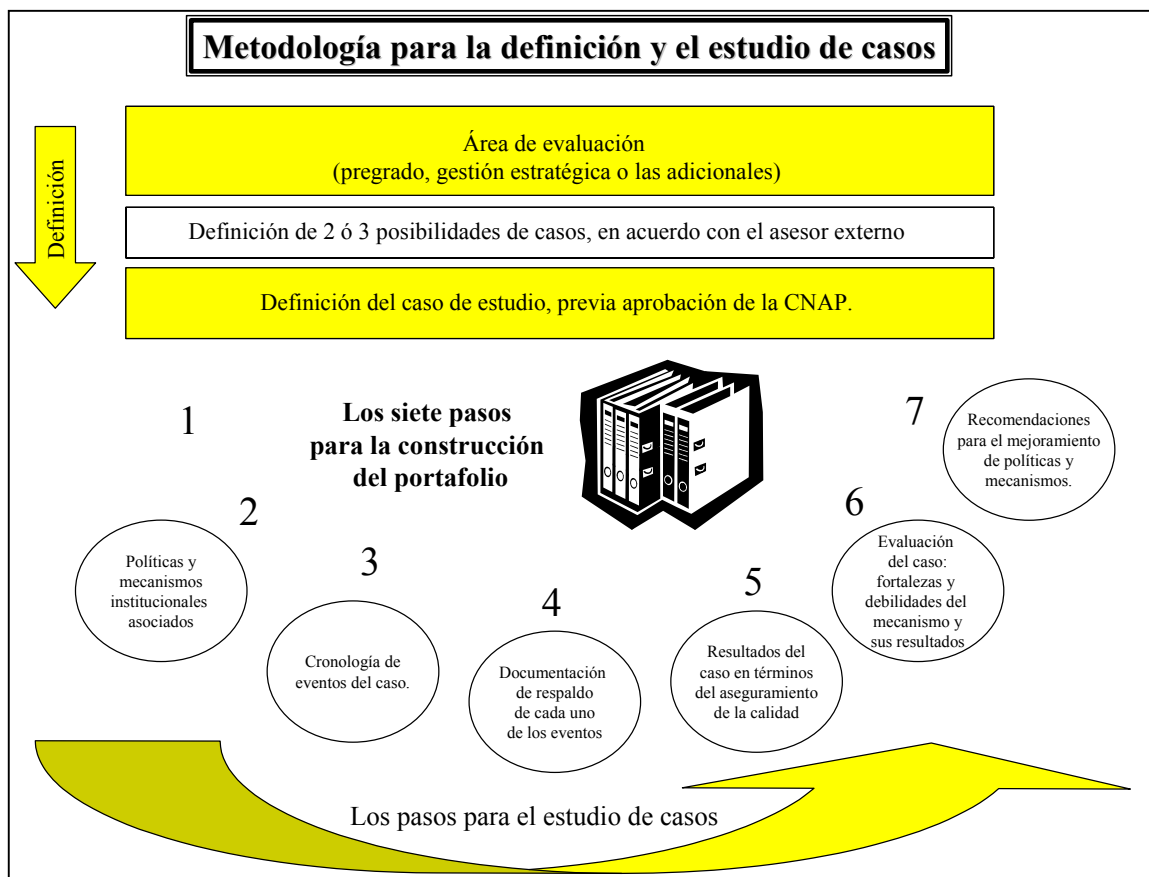 Metodología para la definición y el estudio de casos
Definición
Área de evaluación
(pregrado, gestión estratégica o las adicionales)
Definición de 2 ó 3 posibilidades de casos, en acuerdo con el asesor externo
Definición del caso de estudio, previa aprobación de la CNAP.
Los siete pasos
para la construcción
del portafolio
1
2
Políticas y
mecanismos
institucionales
asociados
3
Cronología de
eventos del caso.
4
Documentación
de respaldo
de cada uno
de los eventos
5
Resultados del
caso en términos
del aseguramiento
de la calidad
6
Evaluación
del caso:
fortalezas y
debilidades del
mecanismo y
sus resultados
7
Recomendaciones
para el mejoramiento
de políticas y
mecanismos.
Los pasos para el estudio de casos